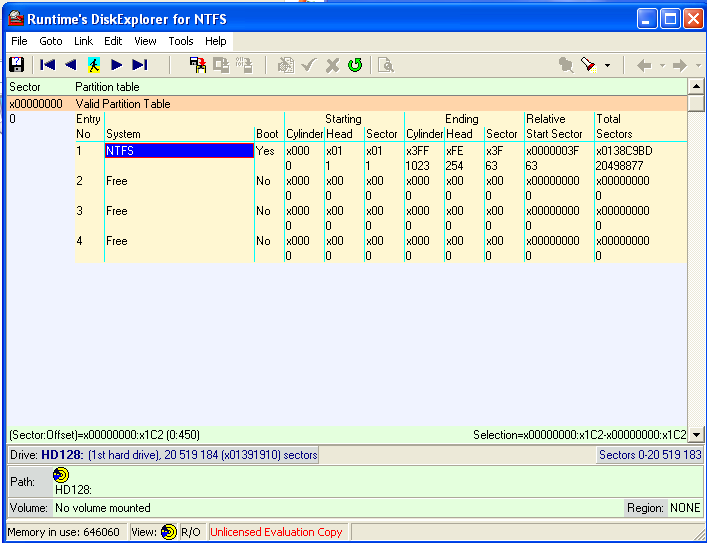 Runtime's DiskExplorer for NTFS
File Goto Link Edit View Tools Help
Sector Partition table
x00000000 Valid Partition Table
0 Entry Starting Ending Relative Total
No System Boot Cylinder Head Sector Cylinder Head Sector Start Sector Sectors
1 NTFS Yes x000 x01 x01 x3FF xFE x3F x0000003F x0138C9BD
0 1 1 1023 254 63 63 20498877
2 Free No x000 x00 x00 x000 x00 x00 x00000000 x00000000
0 0 0 0 0 0 0 0
3 Free No x000 x00 x00 x000 x00 x00 x00000000 x00000000
0 0 0 0 0 0 0 0
4 Free No x000 x00 x00 x000 x00 x00 x00000000 x00000000
0 0 0 0 0 0 0 0
(Sector:Offset)=x00000000:x1C2 (0:450) Selection=x00000000:x1C2-x00000000:x1C2
Drive: HD128: (1st hard drive), 20 519 184 (x01391910) sectors Sectors 0-20 519 183
Path: HD128:
Volume: No volume mounted Region: NONE
Memory in use: 646060 View: R/O Unlicensed Evaluation Copy